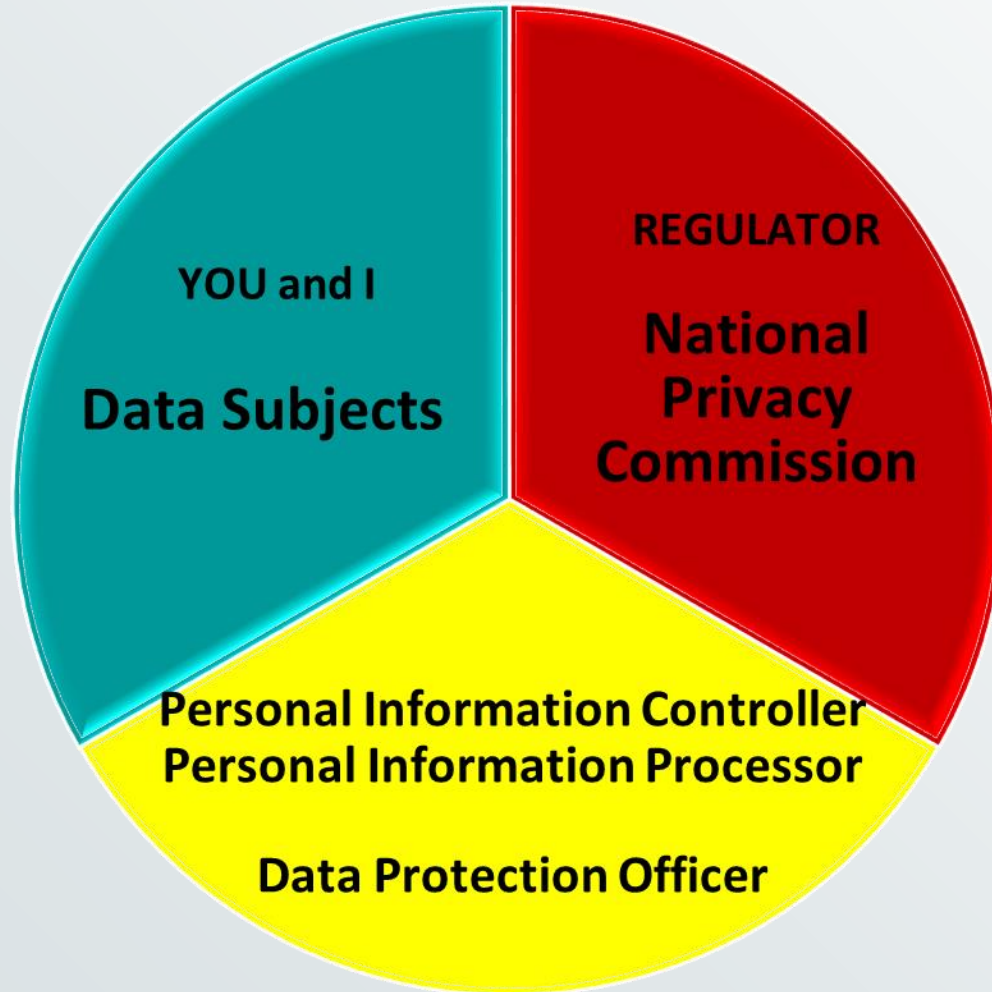 YOU and I
Data Subjects
REGULATOR
National
Privacy
Commission
Personal Information Controller
Personal Information Processor
Data Protection Officer